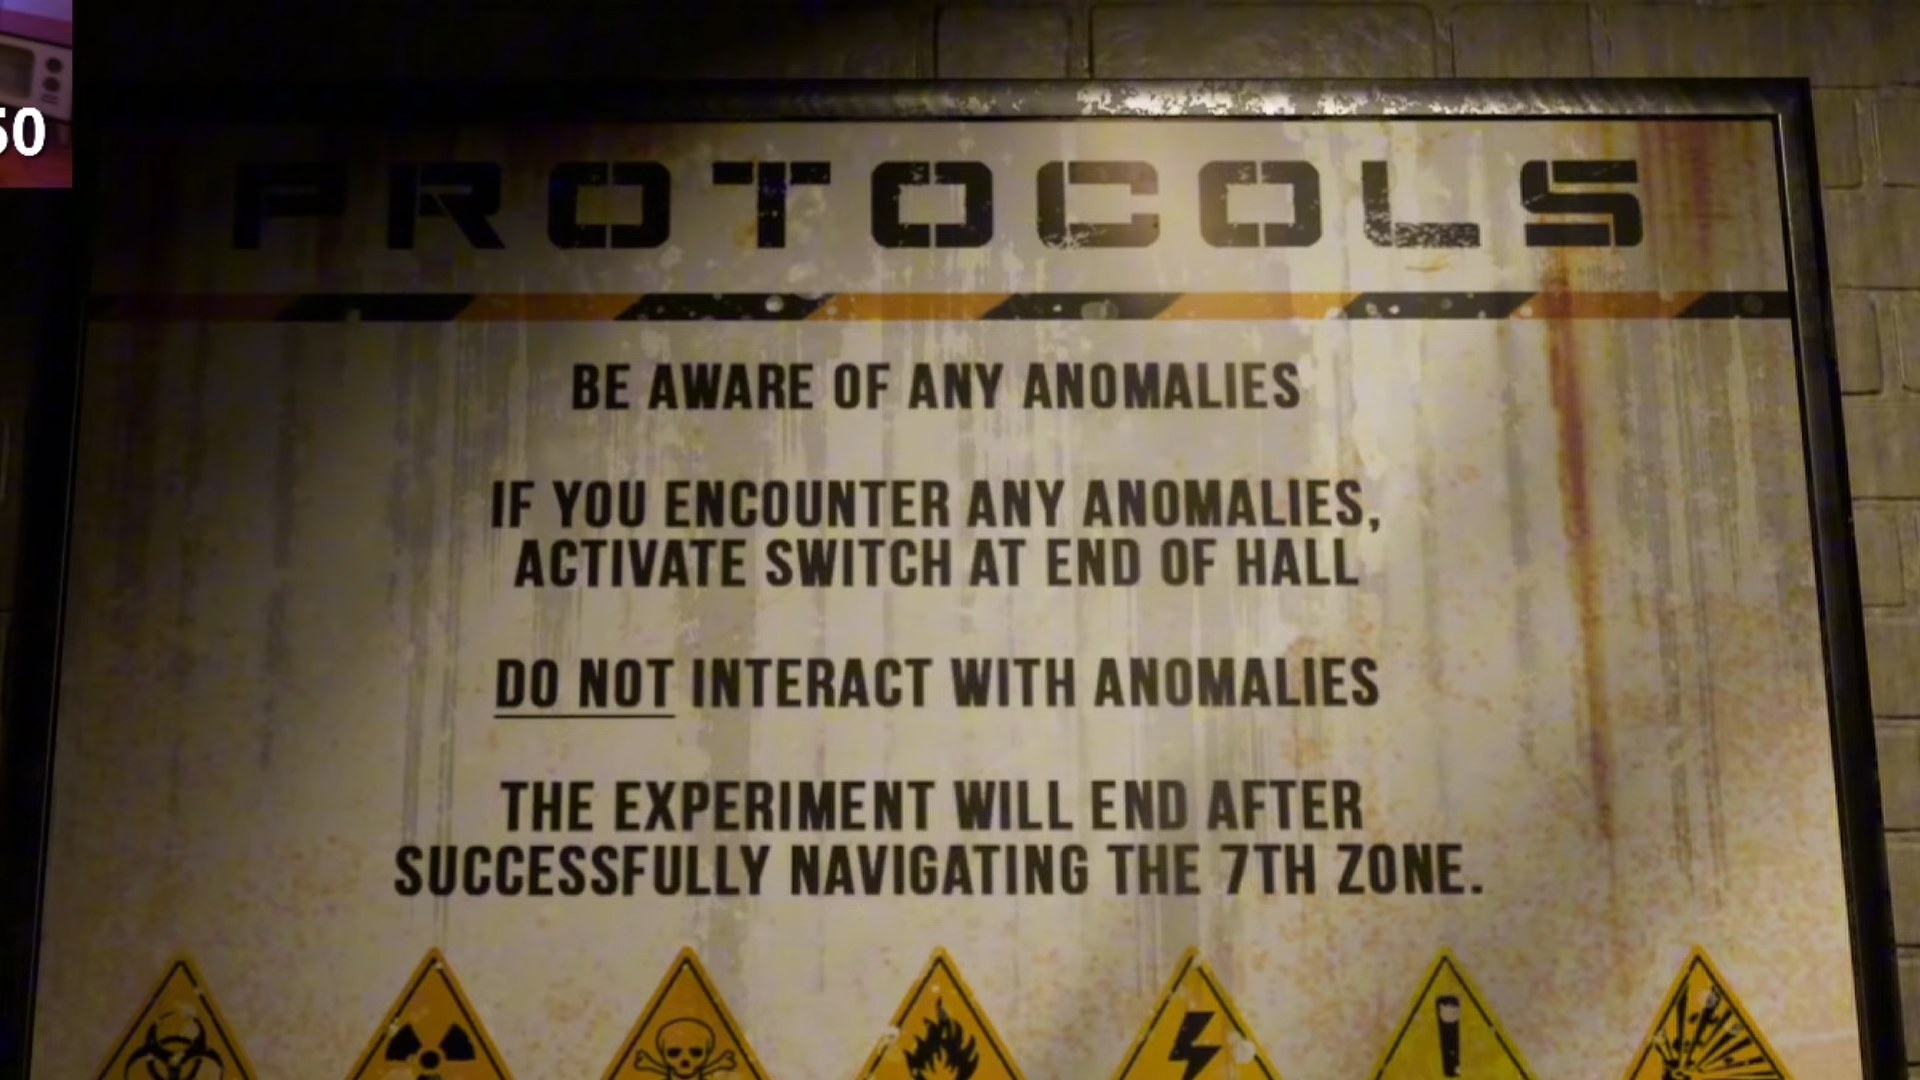 50
PROTOCOLS
BE AWARE OF ANY ANOMALIES
IF YOU ENCOUNTER ANY ANOMALIES,
ACTIVATE SWITCH AT END OF HALL
DO NOT INTERACT WITH ANOMALIES
THE EXPERIMENT WILL END AFTER
SUCCESSFULLY NAVIGATING THE 7TH ZONE.